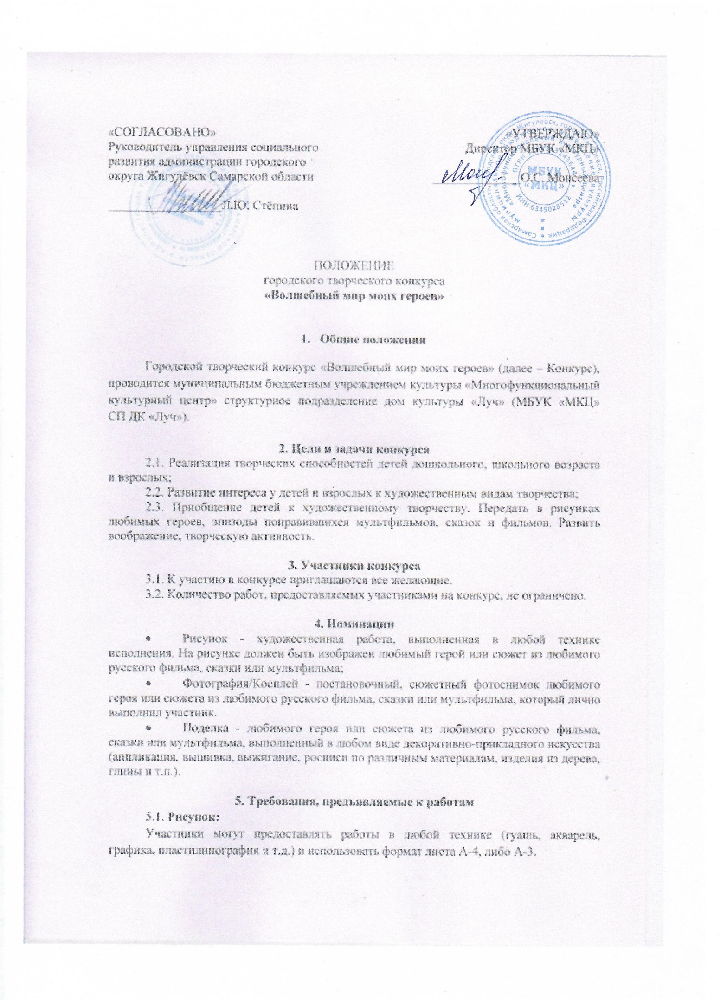 «СОГЛАСОВАНО»
Руководитель управления социального
развития администрации городского
округа Жигулёвск Самарской области
Л.Ю. Стёпина
«УТВЕРЖДАЮ»
Директор МБУК «МКЦ»
О.С. Моисеева
МБУК
«МКЦ»
ИНН 6345028512
ПОЛОЖЕНИЕ
городского творческого конкурса
«Волшебный мир моих героев»
1. Общие положения
Городской творческий конкурс «Волшебный мир моих героев» (далее – Конкурс),
проводится муниципальным бюджетным учреждением культуры «Многофункциональный
культурный центр» структурное подразделение дом культуры «Луч» (МБУК «МКЦ»
СП ДК «Луч»).
2. Цели и задачи конкурса
2.1. Реализация творческих способностей детей дошкольного, школьного возраста
и взрослых;
2.2. Развитие интереса у детей и взрослых к художественным видам творчества;
2.3. Приобщение детей к художественному творчеству. Передать в рисунках
любимых героев, эпизоды понравившихся мультфильмов, сказок и фильмов. Развить
воображение, творческую активность.
3. Участники конкурса
3.1. К участию в конкурсе приглашаются все желающие.
3.2. Количество работ, предоставляемых участниками на конкурс, не ограничено.
4. Номинации
• Рисунок - художественная работа, выполненная в любой технике
исполнения. На рисунке должен быть изображен любимый герой или сюжет из любимого
русского фильма, сказки или мультфильма;
• Фотография/Косплей - постановочный, сюжетный фотоснимок любимого
героя или сюжета из любимого русского фильма, сказки или мультфильма, который лично
выполнил участник.
• Поделка - любимого героя или сюжета из любимого русского фильма,
сказки или мультфильма, выполненный в любом виде декоративно-прикладного искусства
(аппликация, вышивка, выжигание, росписи по различным материалам, изделия из дерева,
глины и т.п.).
5. Требования, предъявляемые к работам
5.1. Рисунок:
Участники могут предоставлять работы в любой технике (гуашь, акварель,
графика, пластилинография и т.д.) и использовать формат листа А-4, либо А-3.